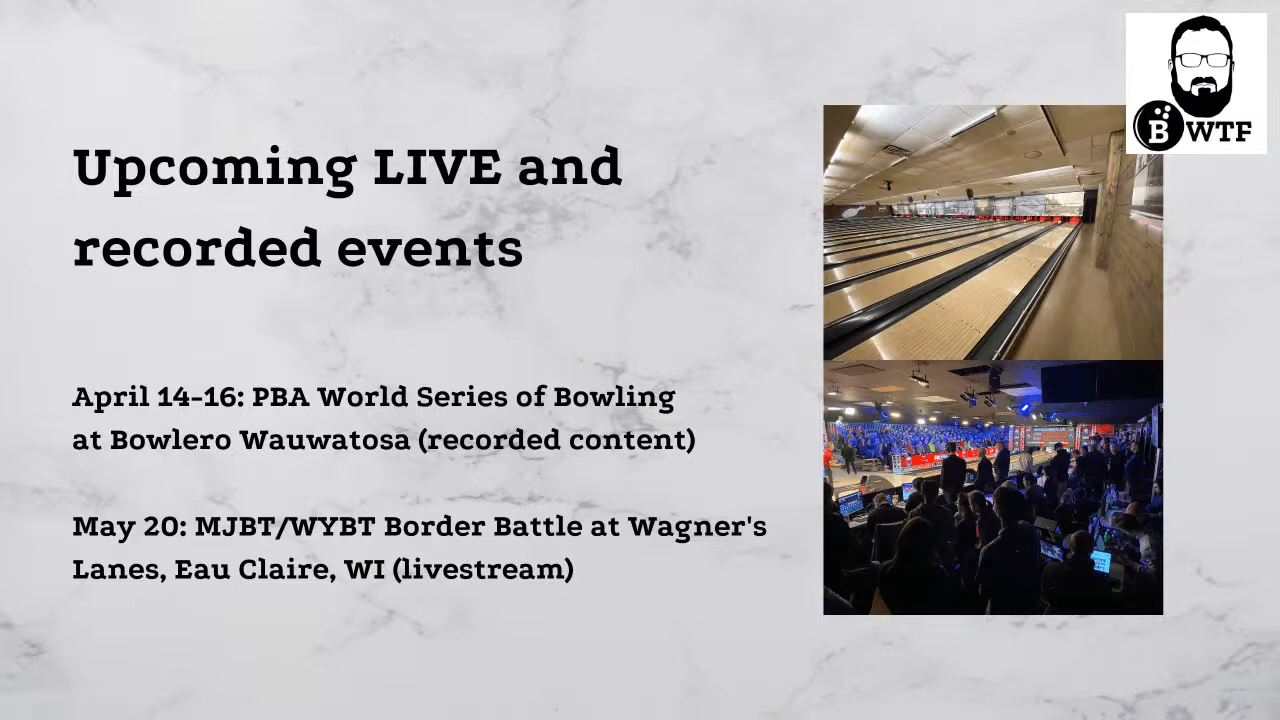 Upcoming LIVE and
recorded events
April 14-16: PBA World Series of Bowling
at Bowlero Wauwatosa (recorded content)
May 20: MJBT/WYBT Border Battle at Wagner's
Lanes, Eau Claire, WI (livestream)
B WTF